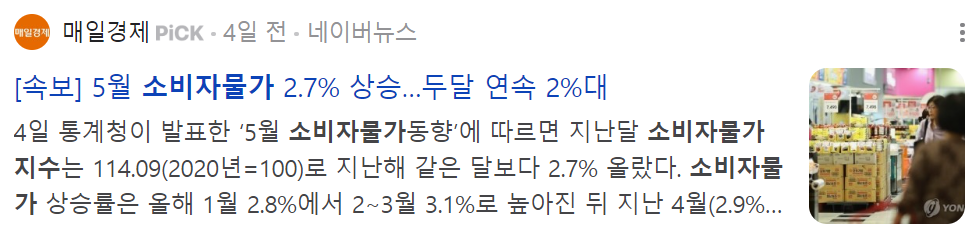 매일경제 매일경제 PiCK · 4일 전 · 네이버뉴스
[속보] 5월 소비자물가 2.7% 상승...두달 연속 2%대
4일 통계청이 발표한 '5월 소비자물가동향'에 따르면 지난달 소비자물가
지수는 114.09(2020년=100)로 지난해 같은 달보다 2.7% 올랐다. 소비자물
가 상승률은 올해 1월 2.8%에서 2~3월 3.1%로 높아진 뒤 지난 4월(2.9%...
YON